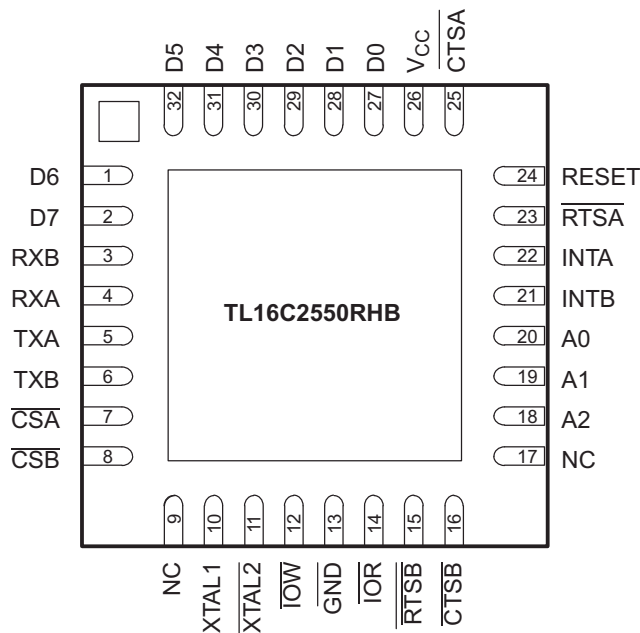 D5 D4 D3 D2 D1 D0 VCC CTSA
32 31 30 29 28 27 26 25
D6 1 24 RESET
D7 2 23 RTSA
RXB 3 22 INTA
RXA 4 21 INTB
TXA 5 20 A0
TXB 6 19 A1
CSA 7 18 A2
CSB 8 17 NC
TL16C2550RHB
9 10 11 12 13 14 15 16
NC XTAL1 XTAL2 IOW GND IOR RTSB CTSB